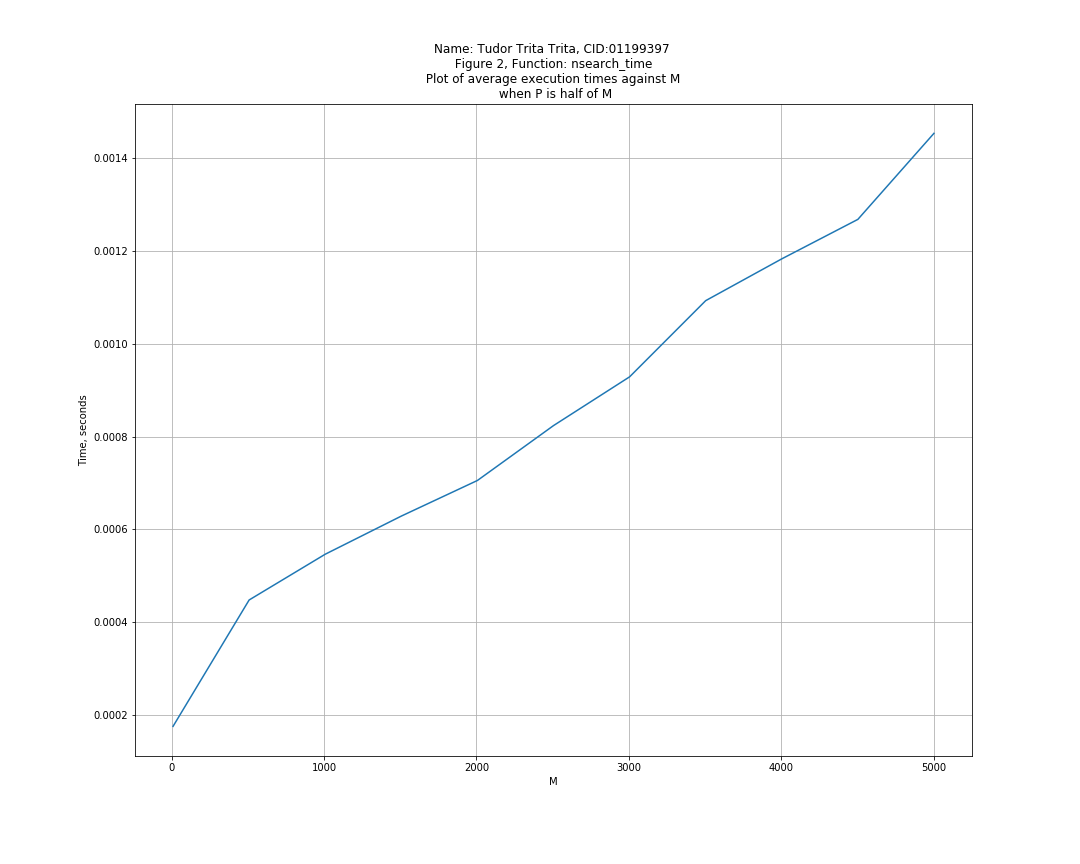 Name: Tudor Trita Trita, CID:01199397
Figure 2, Function: nsearch_time
Plot of average execution times against M
when P is half of M
0.0014
0.0012
0.0010
0.0008
0.0006
0.0004
0.0002
Time, seconds
0 1000 2000 3000 4000 5000
M